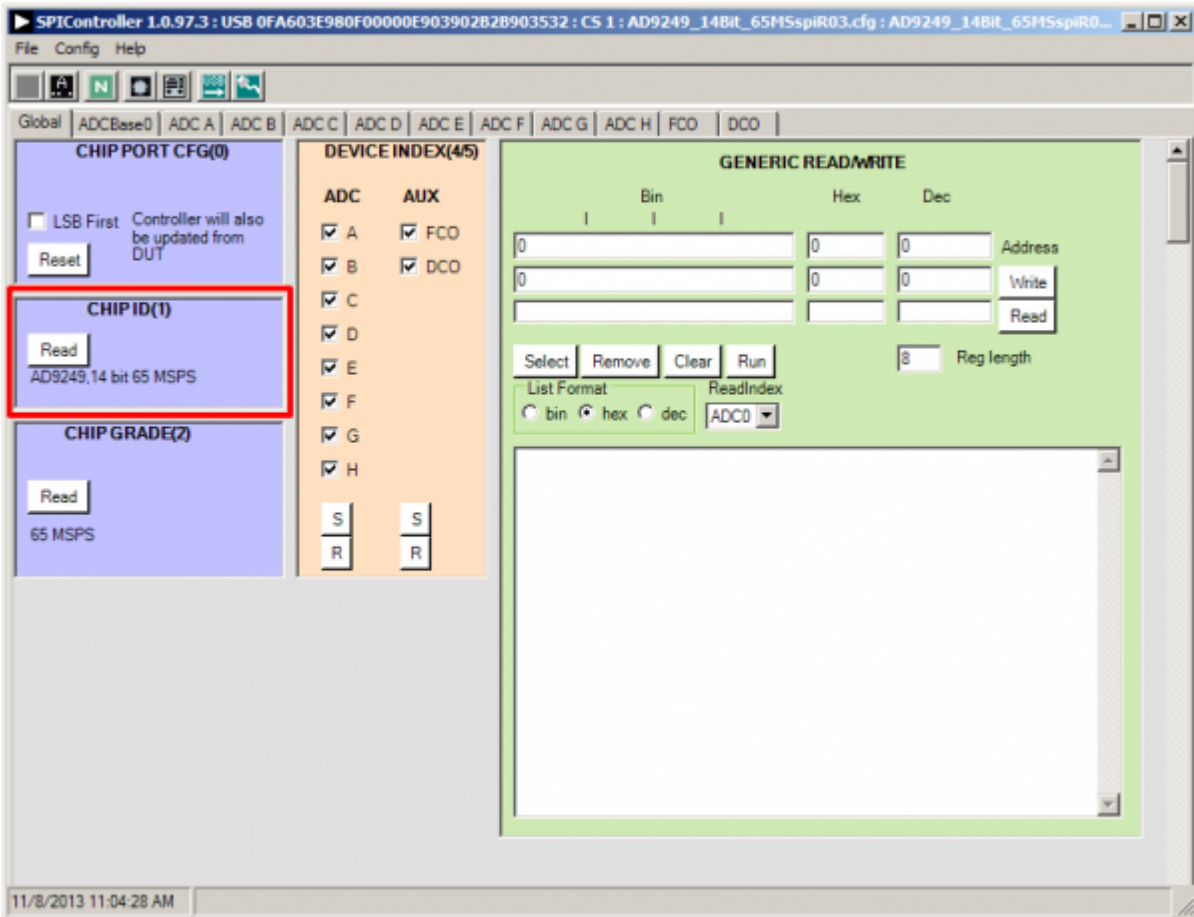 SPIController 1.0.97.3 : USB 0FA603E980F00000E903902B2B903532 : CS 1 : AD9249_14Bit_65MSspiR03.cfg : AD9249_14Bit_65MSspiR0...
File Config Help
Global ADCBase0 ADC A ADC B ADC C ADC D ADC E ADC F ADC G ADC H FCO DCO
CHIP PORT CFG(0)
LSB First
Controller will also
be updated from
DUT
Reset
CHIP ID(1)
Read
AD9249,14 bit 65 MSPS
CHIP GRADE(2)
Read
65 MSPS
DEVICE INDEX(4/5)
ADC AUX
A FCO
B DCO
C
D
E
F
G
H
S S
R R
GENERIC READ/WRITE
Bin Hex Dec
0 0 0 Address
0 0 0 Write
Read
Select Remove Clear Run 8 Reg length
List Format ReadIndex
bin hex dec ADC0
11/8/2013 11:04:28 AM